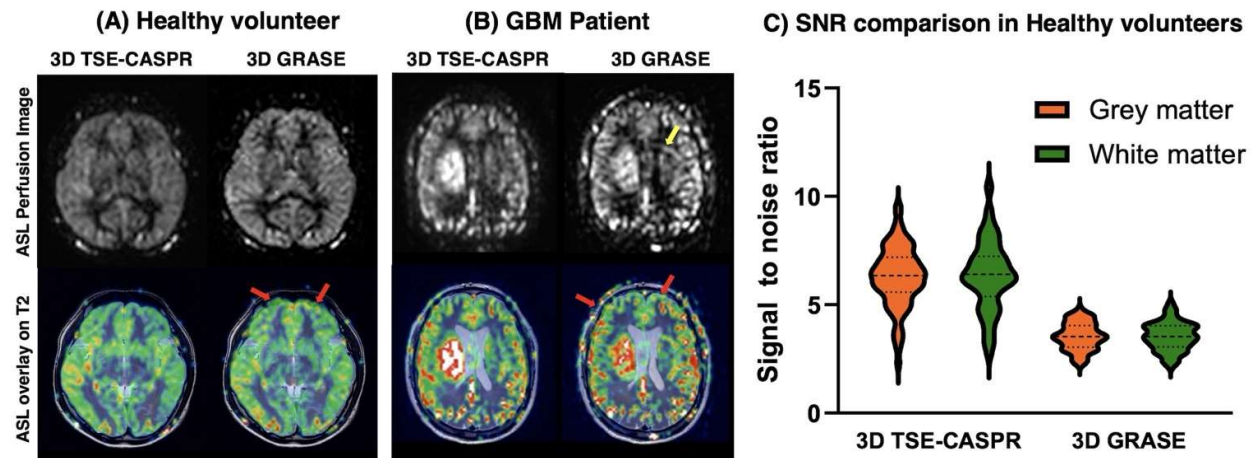 (A) Healthy volunteer
3D TSE-CASPR
3D GRASE
ASL Perfusion Image
ASL overlay on T2
(B) GBM Patient
3D TSE-CASPR
3D GRASE
C) SNR comparison in Healthy volunteers
Signal to noise ratio
15
10
5
0
Grey matter
White matter
3D TSE-CASPR
3D GRASE